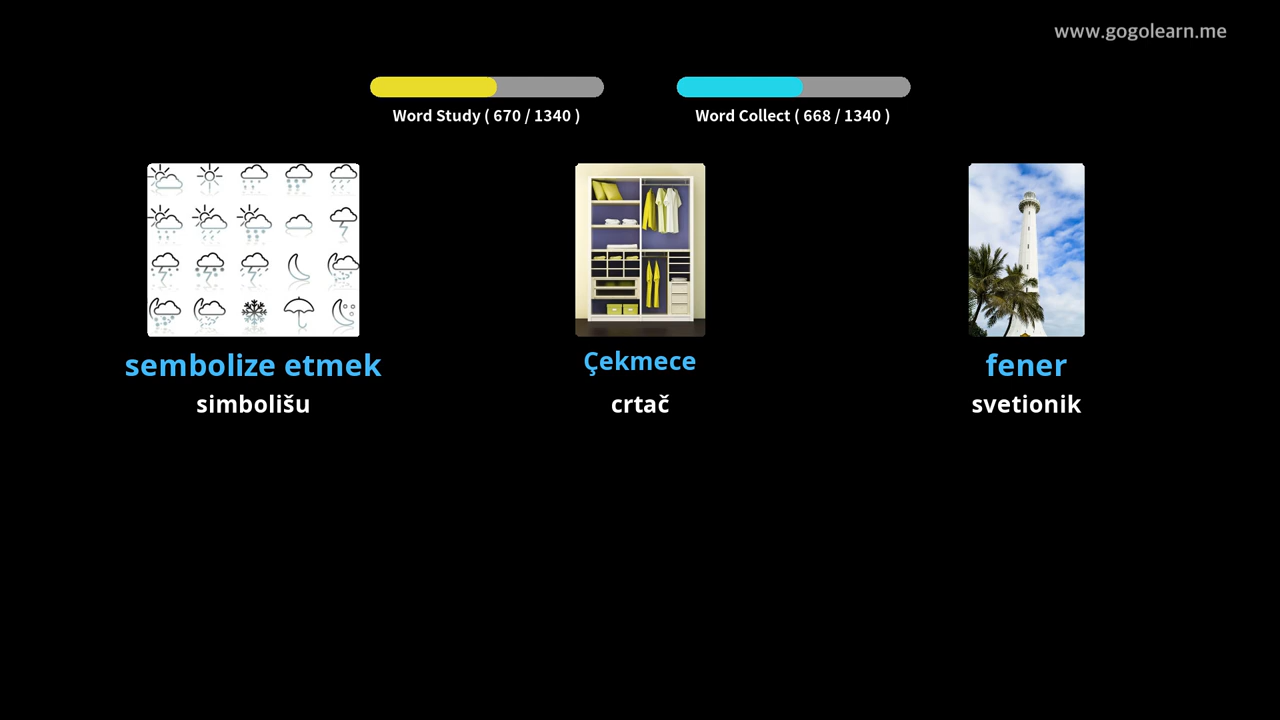 www.gogolearn.me
Word Study ( 670 / 1340 )
Word Collect ( 668 / 1340 )
sembolize etmek
simbolišu
Çekmece
crtač
fener
svetionik